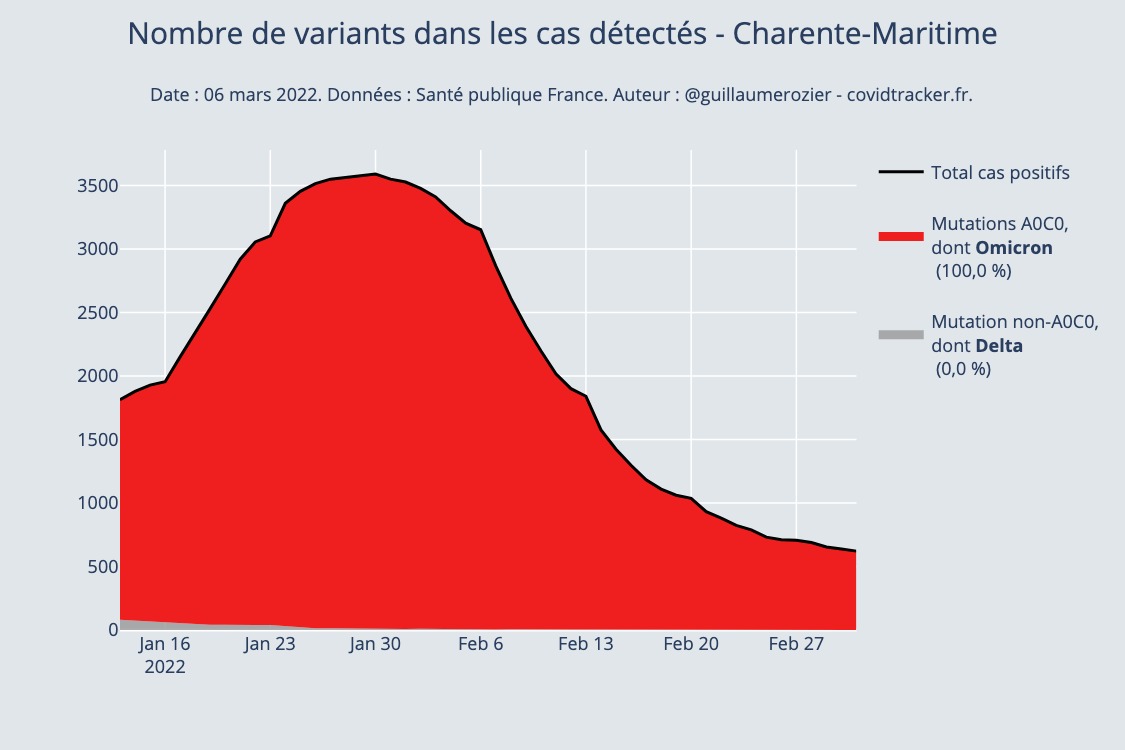 Nombre de variants dans les cas détectés - Charente-Maritime
Date : 06 mars 2022. Données : Santé publique France. Auteur : @guillaumerozier - covidtracker.fr.
Total cas positifs
Mutations A0C0,
dont Omicron
(100,0 %)
Mutation non-A0C0,
dont Delta
(0,0 %)
3500
3000
2500
2000
1500
1000
500
0
Jan 16
2022
Jan 23
Jan 30
Feb 6
Feb 13
Feb 20
Feb 27